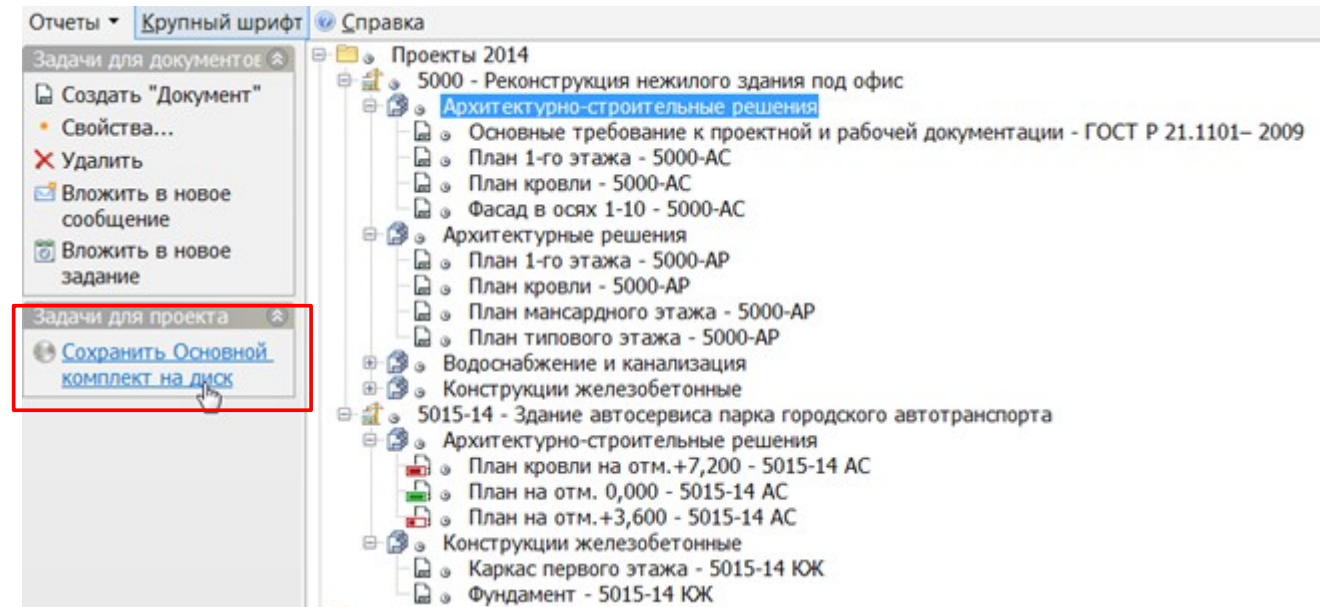 Отчеты Крупный шрифт Справка
Задачи для документов
Создать "Документ"
Свойства...
Удалить
Вложить в новое
сообщение
Вложить в новое
задание
Задачи для проекта
Сохранить Основной
комплект на диск
Проекты 2014
5000 - Реконструкция нежилого здания под офис
Архитектурно-строительные решения
Основные требование к проектной и рабочей документации - ГОСТ Р 21.1101– 2009
План 1-го этажа - 5000-АС
План кровли - 5000-АС
Фасад в осях 1-10 - 5000-АС
Архитектурные решения
План 1-го этажа - 5000-АР
План кровли - 5000-АР
План мансардного этажа - 5000-АР
План типового этажа - 5000-АР
Водоснабжение и канализация
Конструкции железобетонные
5015-14 - Здание автосервиса парка городского автотранспорта
Архитектурно-строительные решения
План кровли на отм.+7,200 - 5015-14 АС
План на отм. 0,000 - 5015-14 АС
План на отм.+3,600 - 5015-14 АС
Конструкции железобетонные
Каркас первого этажа - 5015-14 КЖ
Фундамент - 5015-14 КЖ